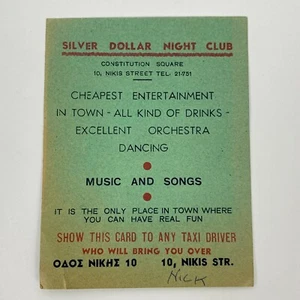 SILVER DOLLAR NIGHT CLUB
CONSTITUTION SQUARE
10, NIKIS STREET TEL: 21-751
CHEAPEST ENTERTAINMENT
IN TOWN - ALL KIND OF DRINKS -
EXCELLENT ORCHESTRA
DANCING
MUSIC AND SONGS
IT IS THE ONLY PLACE IN TOWN WHERE
YOU CAN HAVE REAL FUN
SHOW THIS CARD TO ANY TAXI DRIVER
WHO WILL BRING YOU OVER
ΟΔΟΣ ΝΙΚΗΣ 10 10, NIKIS STR.
Nick